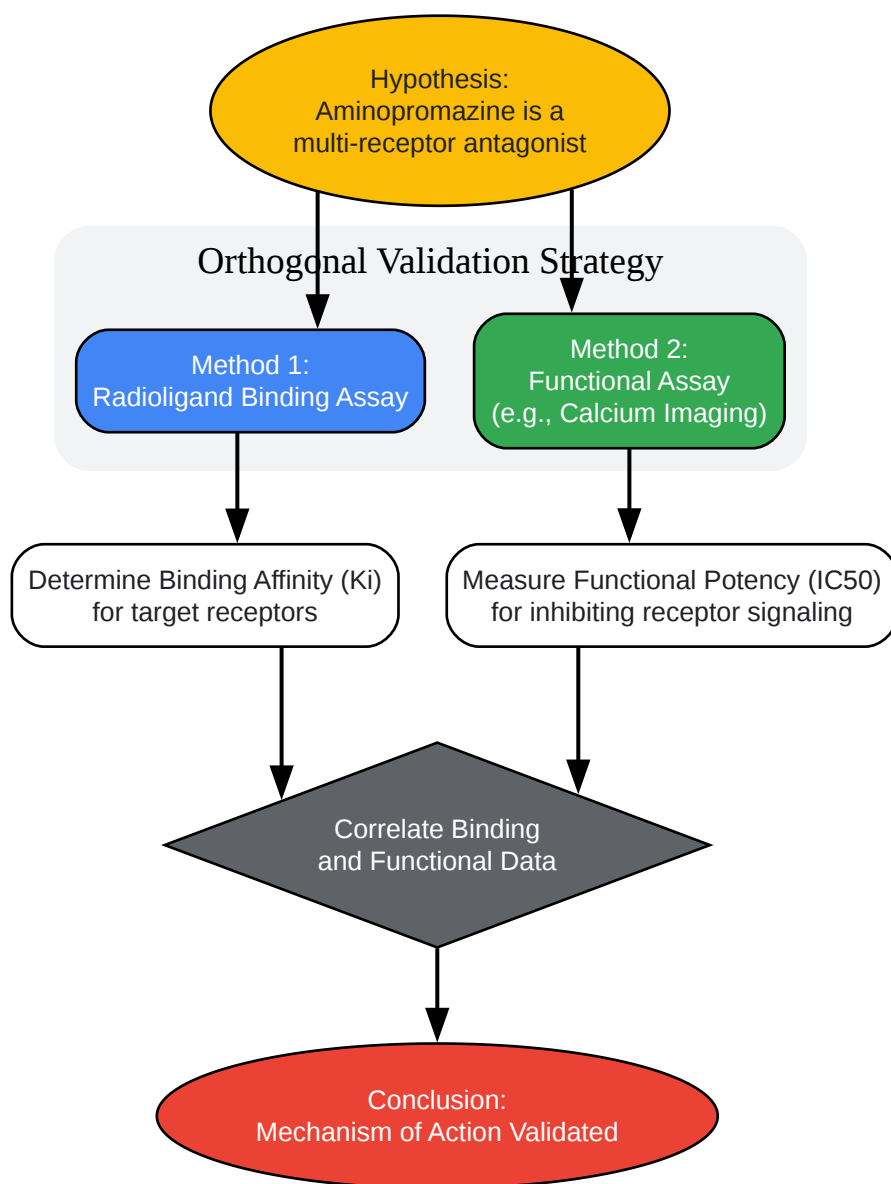 Hypothesis:
Aminopromazine is a
multi-receptor antagonist
Orthogonal Validation Strategy
Method 1:
Radioligand Binding Assay
Method 2:
Functional Assay
(e.g., Calcium Imaging)
Determine Binding Affinity (Ki)
for target receptors
Measure Functional Potency (IC50)
for inhibiting receptor signaling
Correlate Binding
and Functional Data
Conclusion:
Mechanism of Action Validated